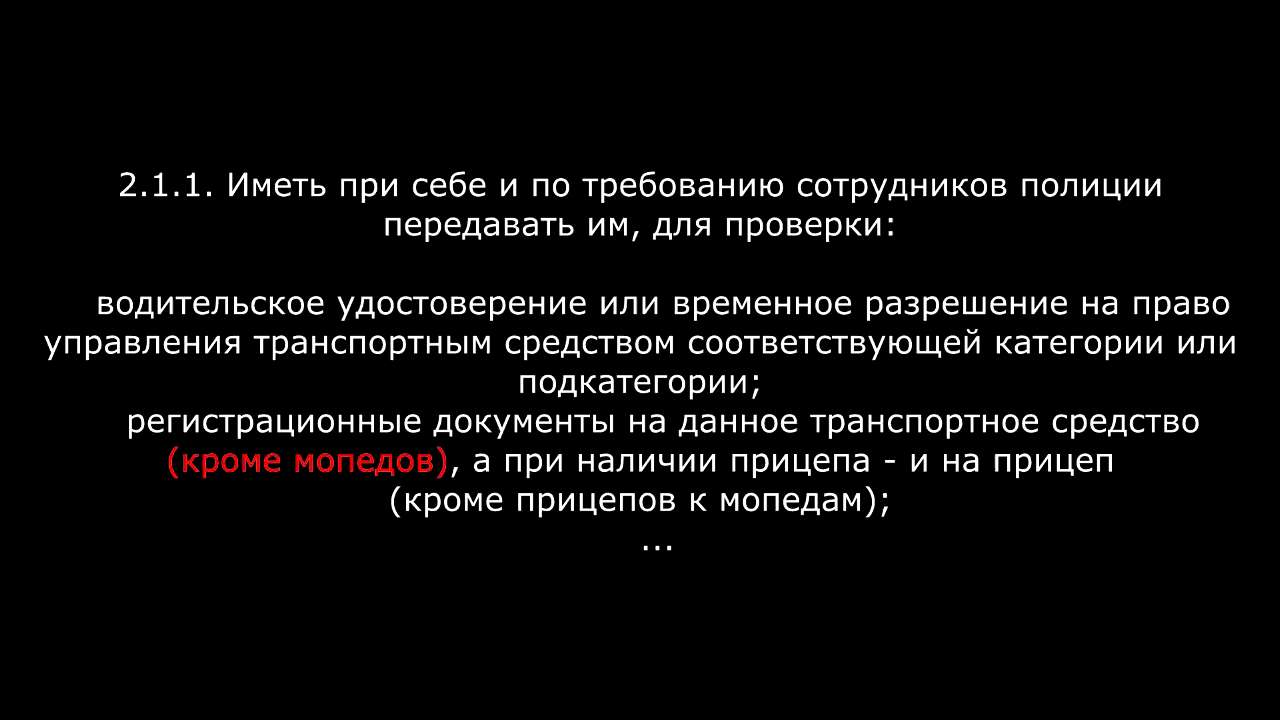 2.1.1. Иметь при себе и по требованию сотрудников полиции
передавать им, для проверки:
водительское удостоверение или временное разрешение на право
управления транспортным средством соответствующей категории или
подкатегории;
регистрационные документы на данное транспортное средство
(кроме мопедов), а при наличии прицепа - и на прицеп
(кроме прицепов к мопедам);
...